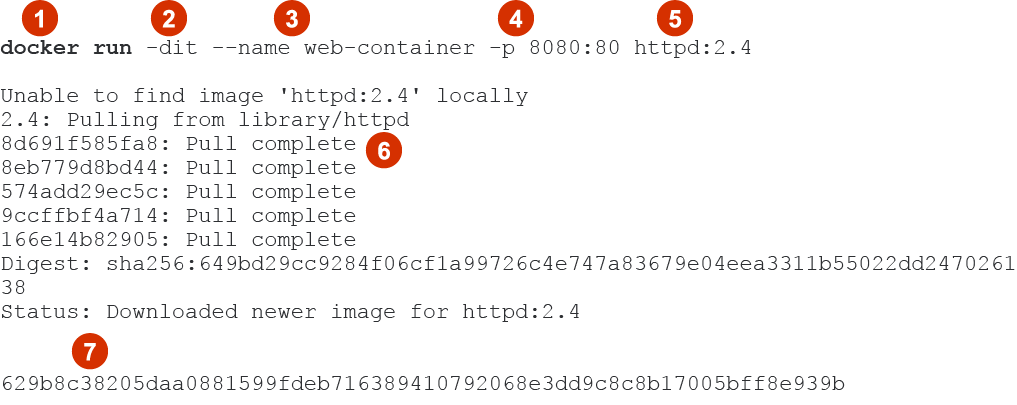 1 2 3 4 5
docker run -dit --name web-container -p 8080:80 httpd:2.4
Unable to find image 'httpd:2.4' locally
2.4: Pulling from library/httpd
8d691f585fa8: Pull complete
6
8eb779d8bd44: Pull complete
574add29ec5c: Pull complete
9ccffbf4a714: Pull complete
166e14b82905: Pull complete
Digest: sha256:649bd29cc9284f06cf1a99726c4e747a83679e04eea3311b55022dd2470261
38
Status: Downloaded newer image for httpd:2.4
7
629b8c38205daa0881599fdeb716389410792068e3dd9c8c8b17005bff8e939b